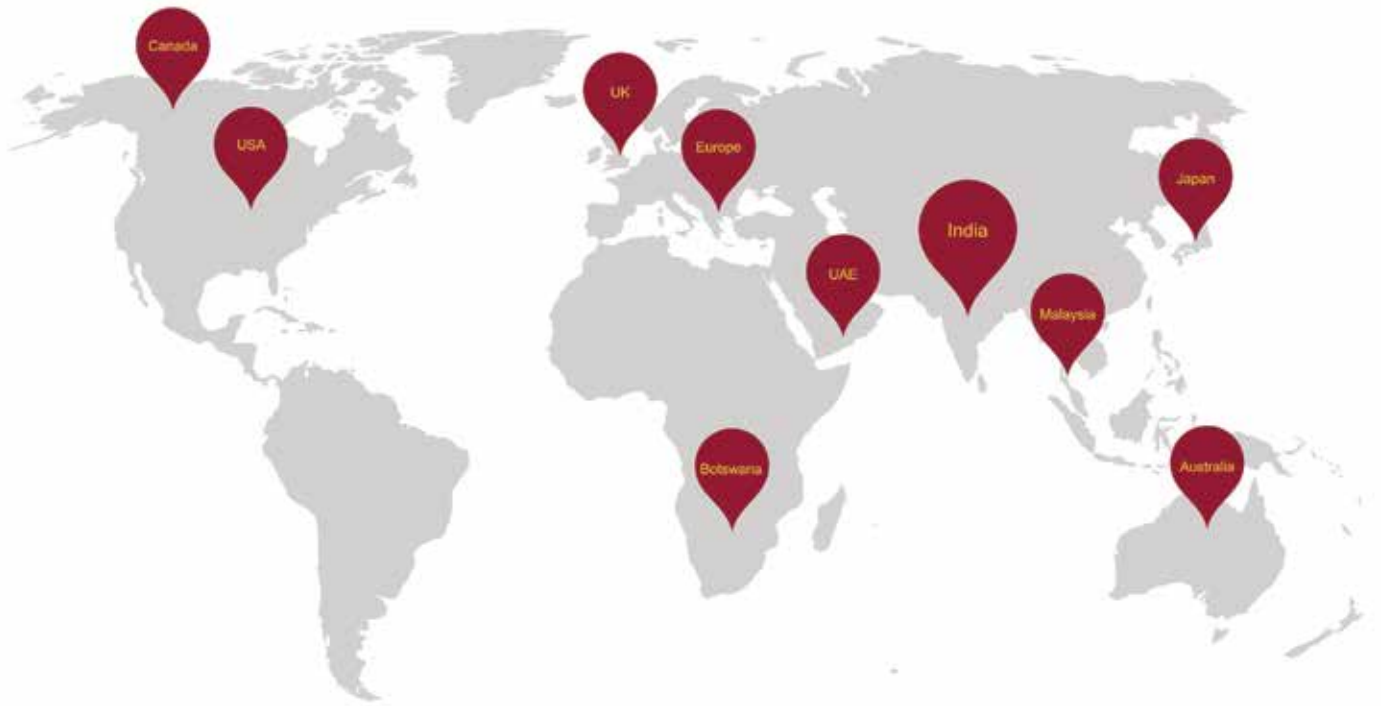 Canada
UK
USA
Europe
Japan
India
UAE
Malaysia
Botswana
Australia